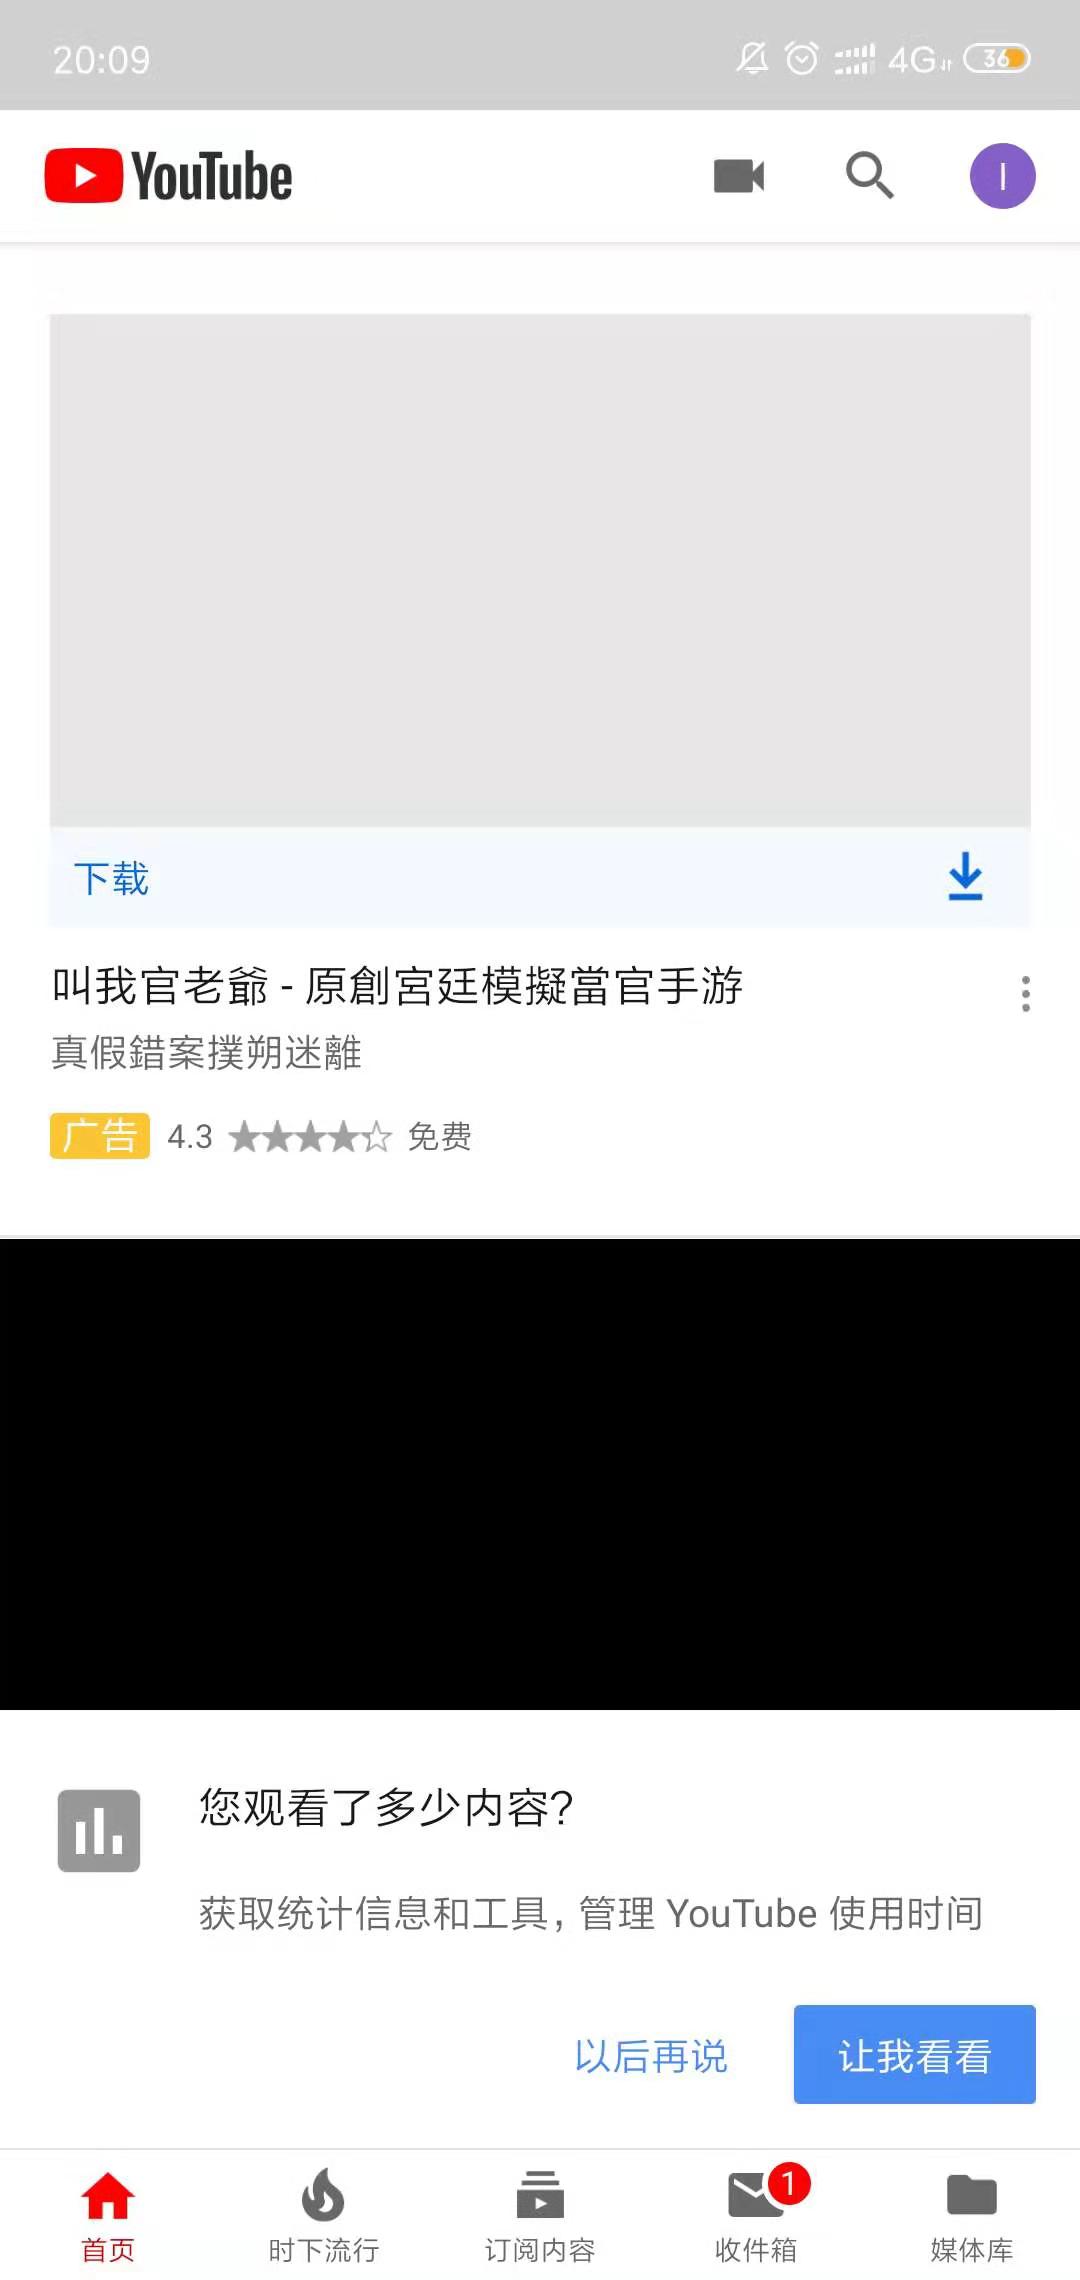 20:09
4G 36
YouTube
I
下载
叫我官老爺 - 原創宮廷模擬當官手游
真假錯案撲朔迷離
广告 4.3 免费
您观看了多少内容?
获取统计信息和工具, 管理 YouTube 使用时间
以后再说 让我看看
1
首页 时下流行 订阅内容 收件箱 媒体库